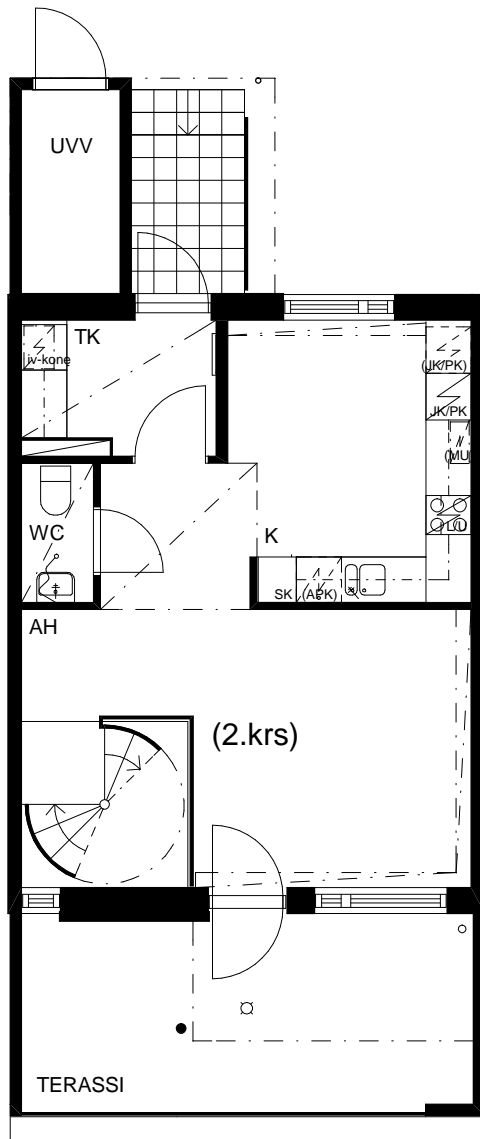 UVV
TK
iv-kone
(JK/PK)
JK/PK
(MU)
WC
K
L/U
SK (APK)
AH
(2.krs)
TERASSI